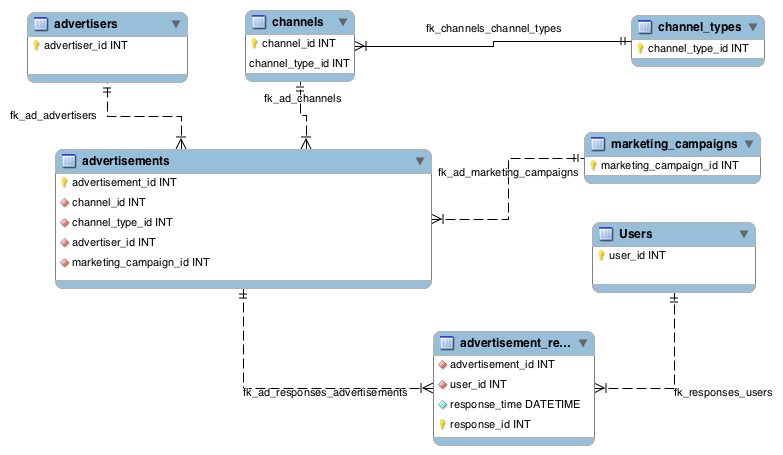 advertisers
advertiser_id INT
channels
channel_id INT
channel_type_id INT
fk_channels_channel_types
channel_types
channel_type_id INT
fk_ad_advertisers
fk_ad_channels
advertisements
advertisement_id INT
channel_id INT
channel_type_id INT
advertiser_id INT
marketing_campaign_id INT
fk_ad_marketing_campaigns
marketing_campaigns
marketing_campaign_id INT
Users
user_id INT
advertisement_re...
advertisement_id INT
user_id INT
response_time DATETIME
response_id INT
fk_ad_responses_advertisements
fk_responses_users